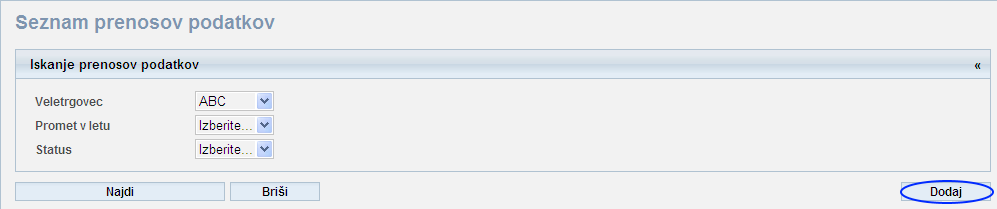 Seznam prenosov podatkov
Iskanje prenosov podatkov «
Veletrgovec ABC
Promet v letu Izberite...
Status Izberite...
Najdi Briši Dodaj